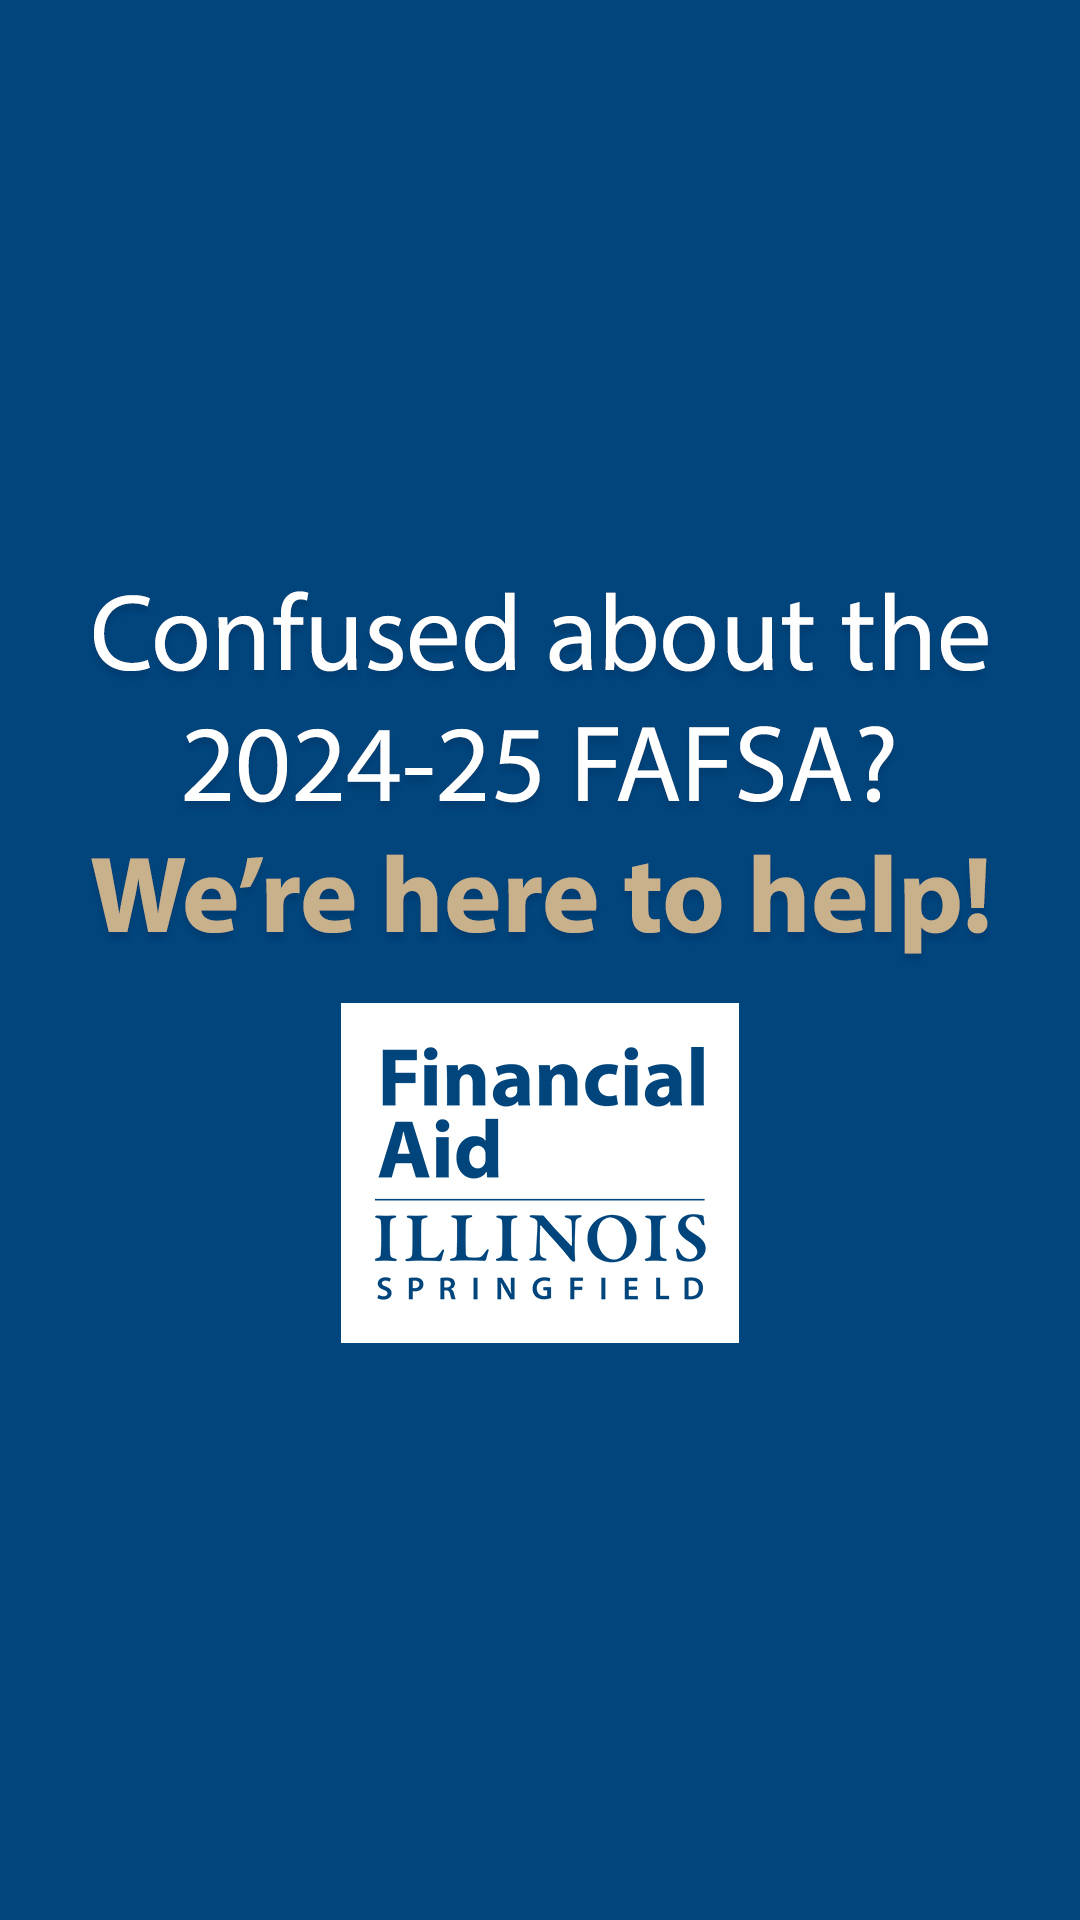 Confused about the
2024-25 FAFSA?
We’re here to help!
Financial
Aid
ILLINOIS
SPRINGFIELD